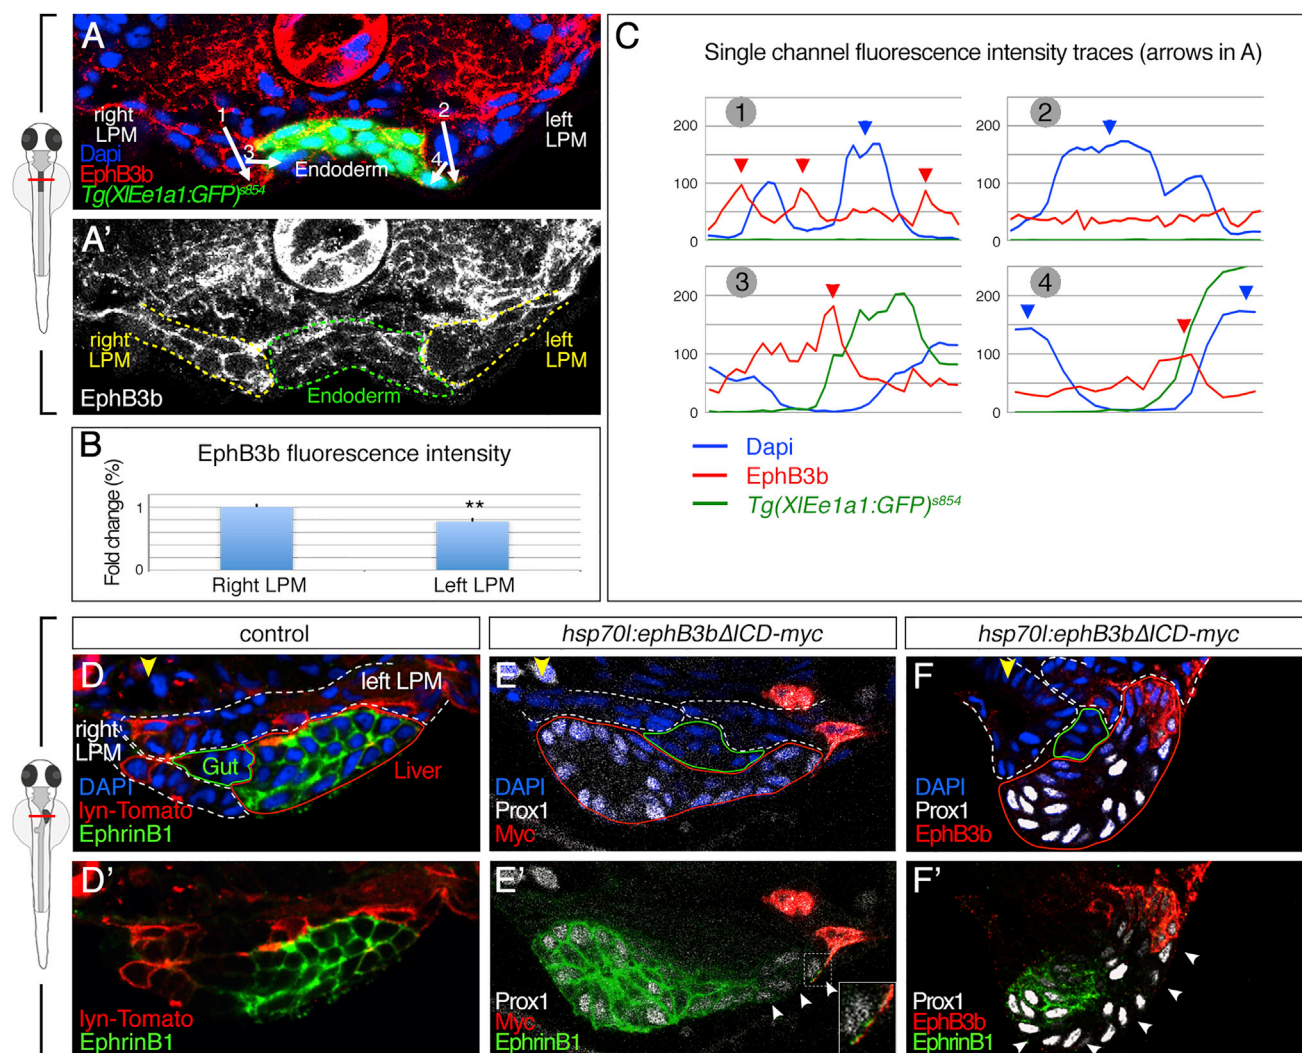 A
1
2
3
4
right
LPM
Dapi
EphB3b
Tg(XlEe1a1:GFP)s854
Endoderm
left
LPM
A'
right
LPM
left
LPM
Endoderm
EphB3b
B
EphB3b fluorescence intensity
Fold change (%)
1
0
**
Right LPM
Left LPM
C
Single channel fluorescence intensity traces (arrows in A)
1
2
200
200
100
100
0
0
3
4
200
200
100
100
0
0
Dapi
EphB3b
Tg(XlEe1a1:GFP)s854
control
hsp70l:ephB3bΔICD-myc
hsp70l:ephB3bΔICD-myc
D
left LPM
right
LPM
Gut
Liver
DAPI
lyn-Tomato
EphrinB1
E
DAPI
Prox1
Myc
F
DAPI
Prox1
EphB3b
D'
lyn-Tomato
EphrinB1
E'
Prox1
Myc
EphrinB1
F'
Prox1
EphB3b
EphrinB1